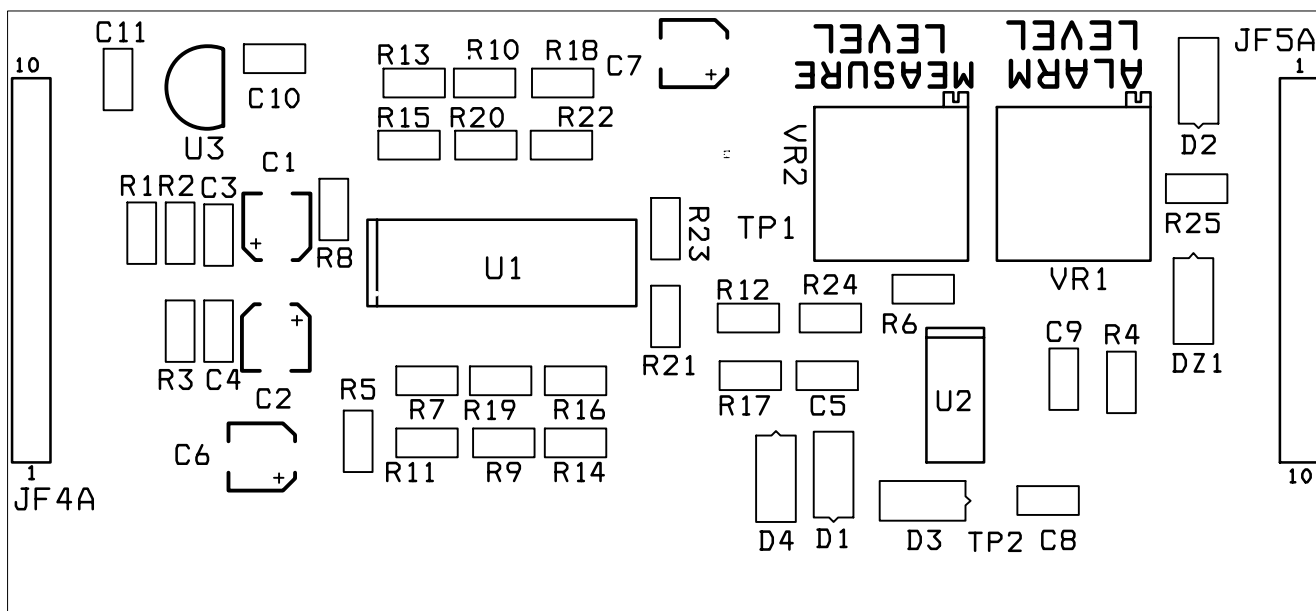 C11
10
U3
C10
R13
R10
R18
C7
LEVEL
MEASURE
LEVEL
ALARM
JF5A
1
R15
R20
R22
VR2
D2
C1
R1
R2
C3
R8
U1
R23
TP1
R25
VR1
R12
R24
R6
R21
C9
R4
DZ1
R3
C4
C2
R5
R7
R19
R16
R17
C5
U2
C6
R11
R9
R14
1
JF4A
10
D4
D1
D3
TP2
C8